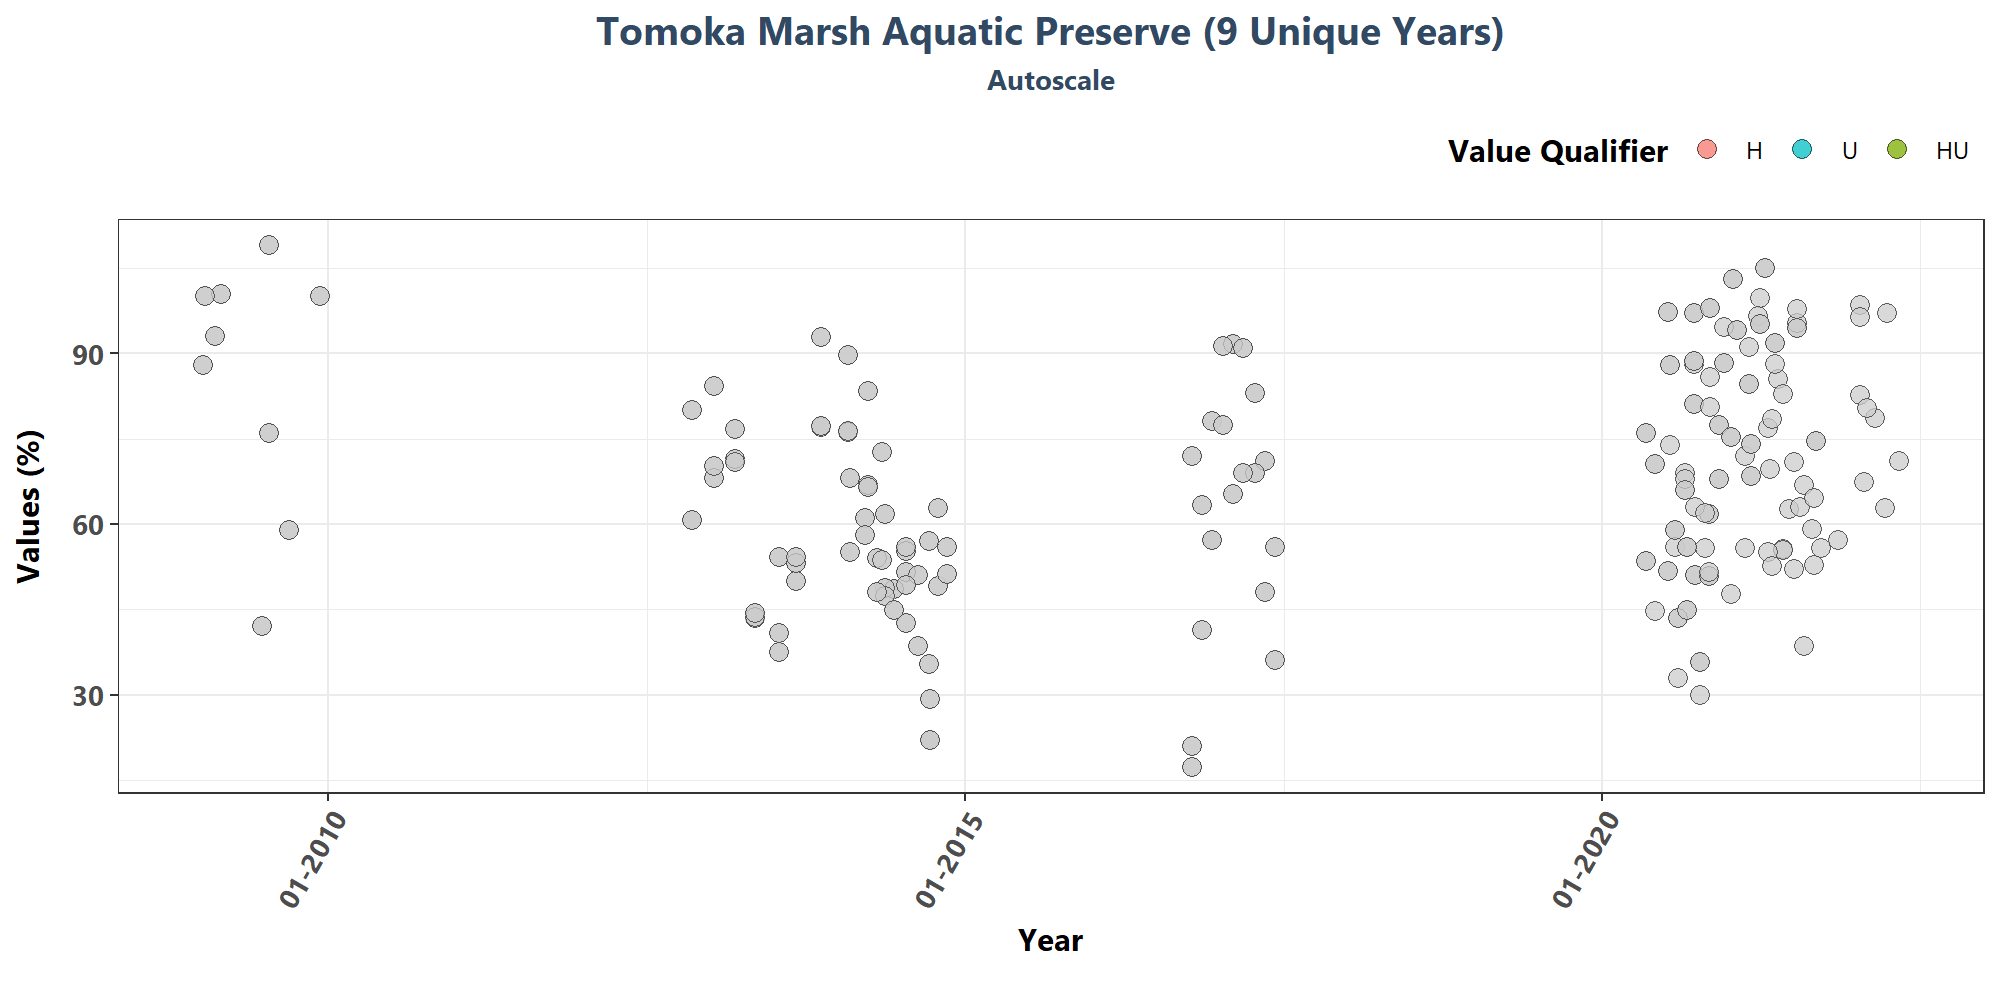 Tomoka Marsh Aquatic Preserve (9 Unique Years)
Autoscale
Value Qualifier H U HU
Values (%)
90
60
30
01-2010 01-2015 01-2020
Year